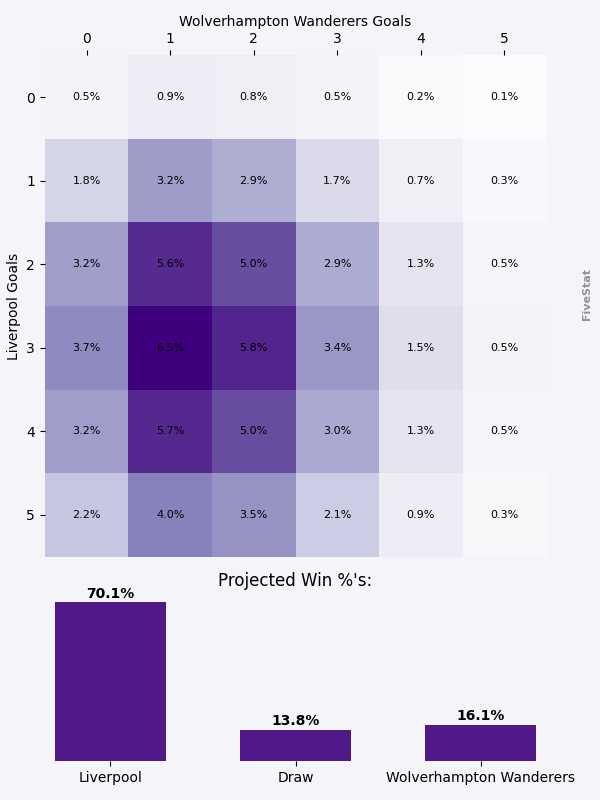 Wolverhampton Wanderers Goals
0 1 2 3 4 5
0 0.5% 0.9% 0.8% 0.5% 0.2% 0.1%
1 1.8% 3.2% 2.9% 1.7% 0.7% 0.3%
2 3.2% 5.6% 5.0% 2.9% 1.3% 0.5%
3 3.7% 6.5% 5.8% 3.4% 1.5% 0.5%
4 3.2% 5.7% 5.0% 3.0% 1.3% 0.5%
5 2.2% 4.0% 3.5% 2.1% 0.9% 0.3%
Liverpool Goals
FiveStat
Projected Win %'s:
70.1% 13.8% 16.1%
Liverpool Draw Wolverhampton Wanderers